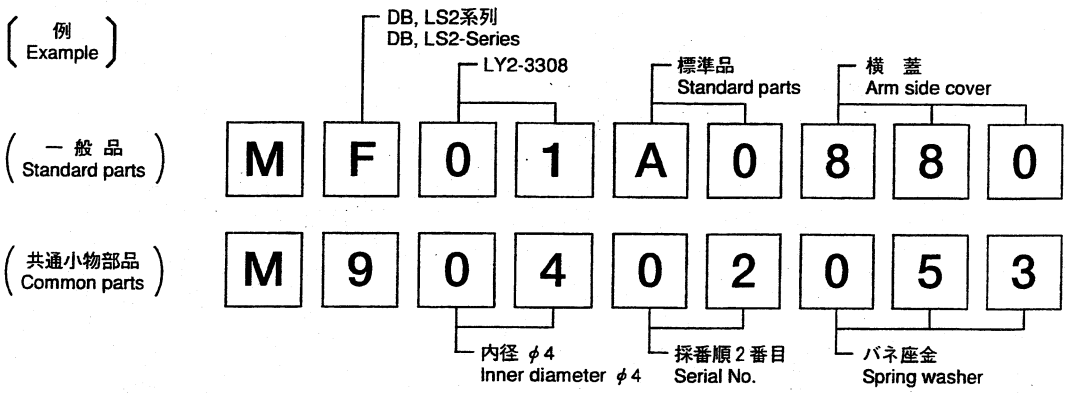 例
Example
DB, LS2系列
DB, LS2-Series
LY2-3308
標準品
Standard parts
横 蓋
Arm side cover
一 般 品
Standard parts
M F 0 1 A 0 8 8 0
共通小物部品
Common parts
M 9 0 4 0 2 0 5 3
内径 φ4
Inner diameter φ4
採番順2番目
Serial No.
バネ座金
Spring washer